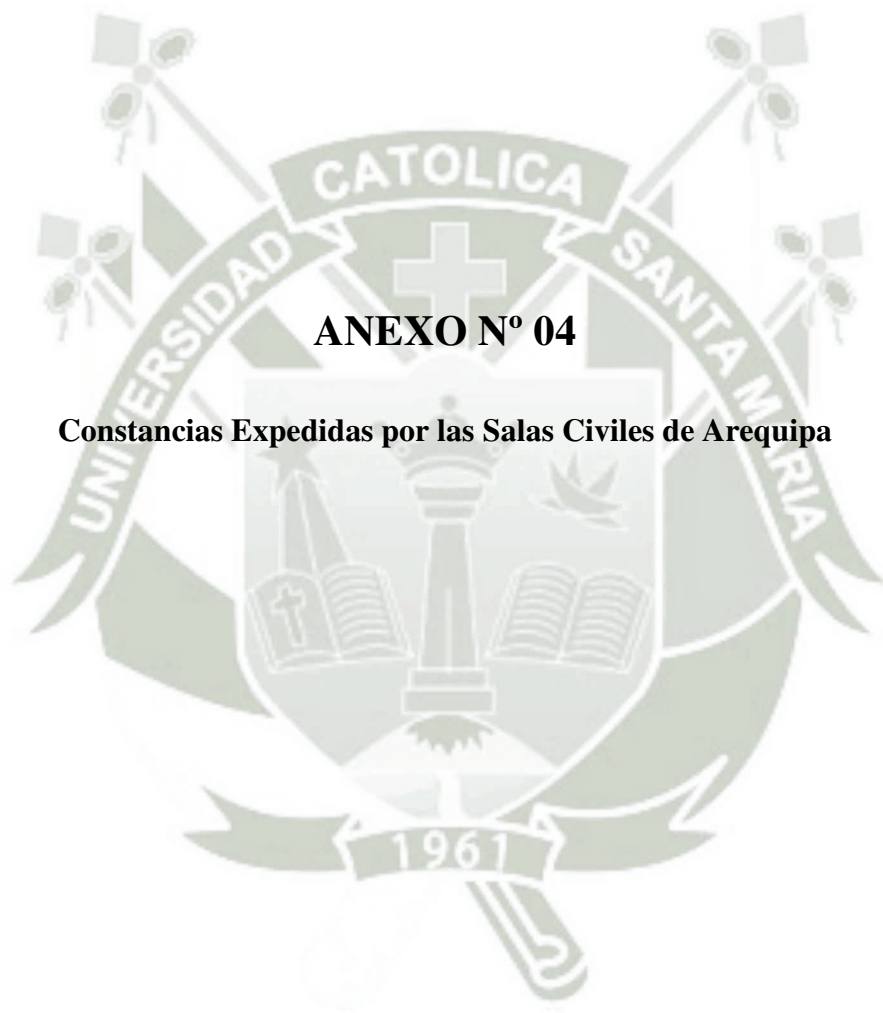 CATOLICA
UNIVERSIDAD
SANTA MARIA
ANEXO Nº 04
Constancias Expedidas por las Salas Civiles de Arequipa
1961